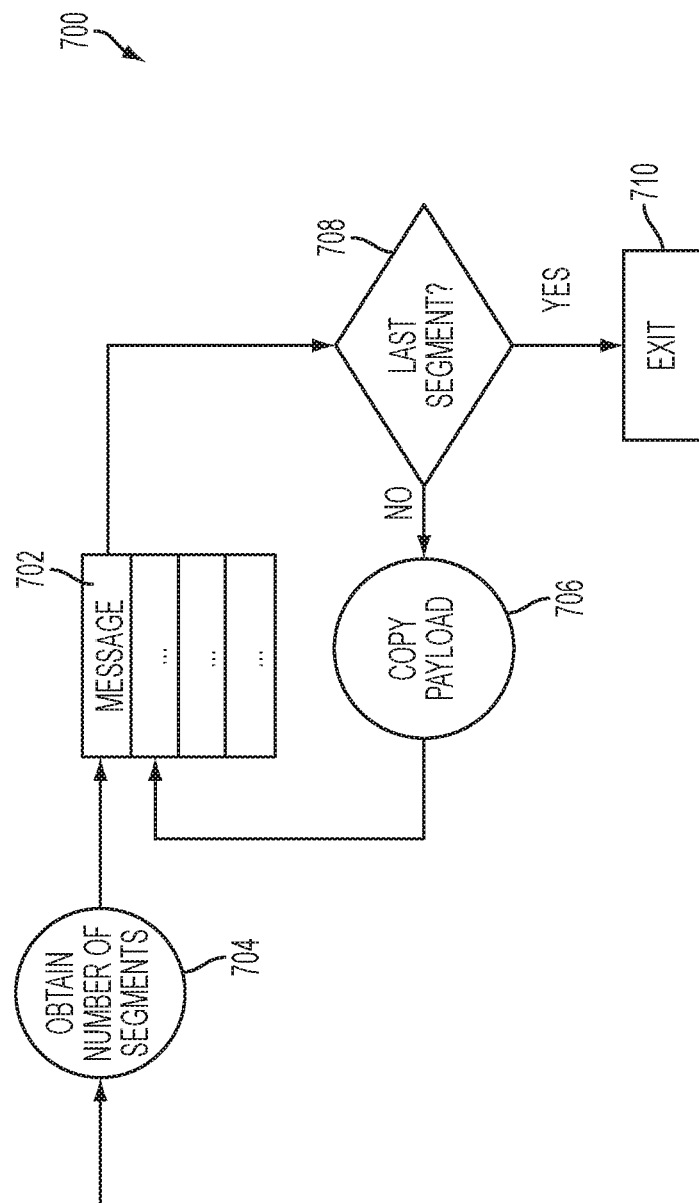 700
OBTAIN
NUMBER OF
SEGMENTS
704
702
MESSAGE
...
...
...
COPY
PAYLOAD
706
NO
LAST
SEGMENT?
708
YES
EXIT
710